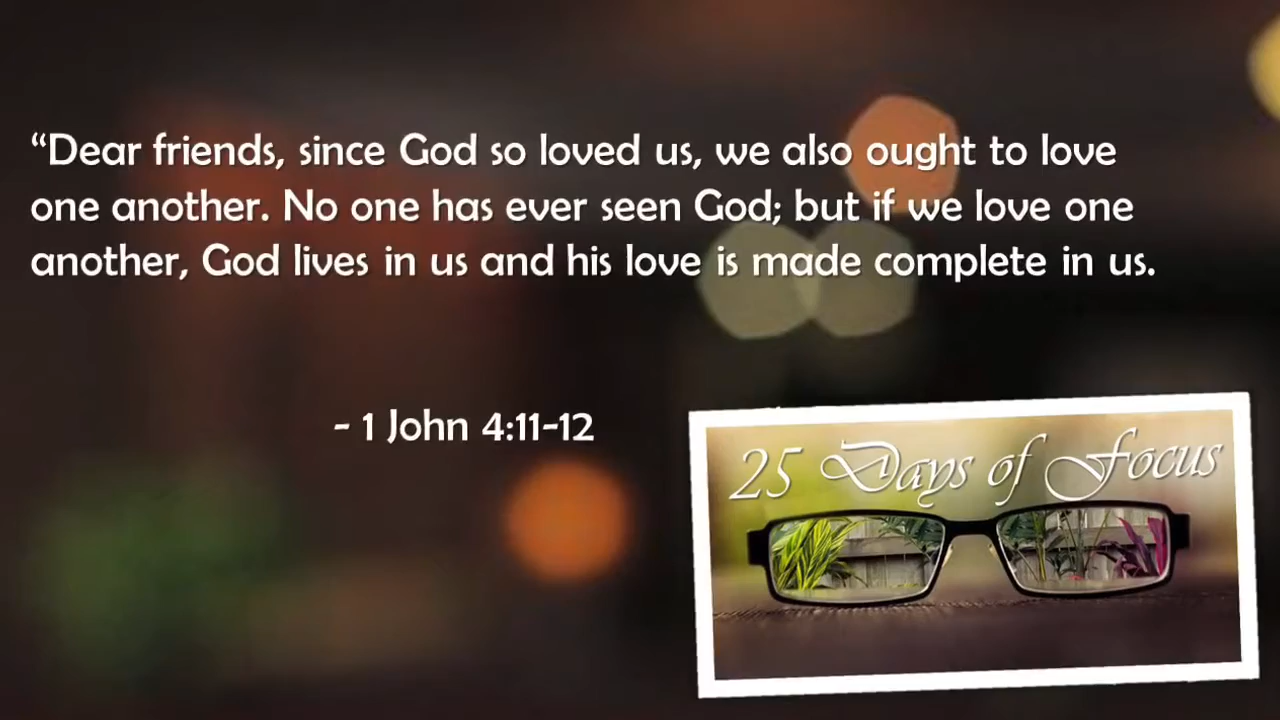 “Dear friends, since God so loved us, we also ought to love
one another. No one has ever seen God; but if we love one
another, God lives in us and his love is made complete in us.
- 1 John 4:11-12
25 Days of Focus